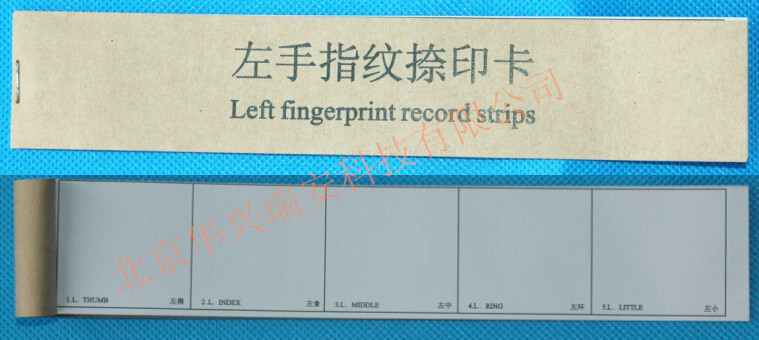 左手指纹捺印卡
Left fingerprint record strips
北京华兴瑞安科技有限公司
1.L. THUMB 左拇
2.L. INDEX 左食
3.L. MIDDLE 左中
4.L. RING 左环
5.L. LITTLE 左小